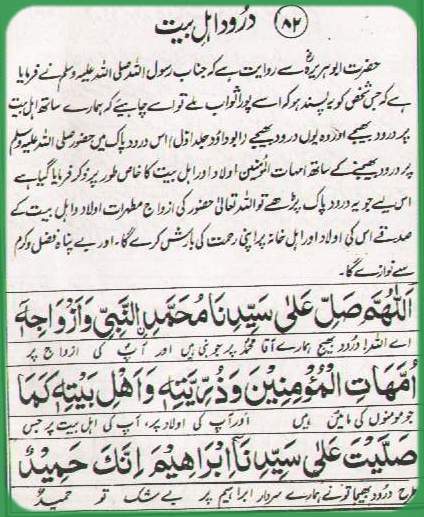 ۸۲ درود اہل بیت
حضرت ابوہریرہؓ سے روایت ہے کہ جناب رسول اللہ صلی اللہ علیہ وسلم نے فرمایا
ہے کہ جس شخص کو یہ پسند ہو کہ اسے پورا ثواب ملے تو اسے چاہیئے کہ ہمارے ساتھ اہل بیت
پر درود بھیجے اور وہ یوں درود بھیجے (ابوداؤد جلد اول) اس درود پاک میں حضور صلی اللہ علیہ وسلم
پر درود بھیجنے کے ساتھ امہات المؤمنین اولاد اور اہل بیت کا خاص طور پر ذکر فرمایا گیا ہے
اس لیے جو یہ درود پاک پڑھے تو اللہ تعالیٰ حضور کی ازواج مطہرات اولاد و اہل بیت کے
صدقے اس کی اولاد اور اہل خانہ پر اپنی رحمت کی بارش کرے گا۔ اور بے پناہ فضل و کرم
سے نوازے گا۔
اَللّٰهُمَّ صَلِّ عَلٰى سَيِّدِنَا مُحَمَّدِنِ النَّبِيِّ وَاَزْوَاجِهٖ
اے اللہ! درود بھیج ہمارے آقا محمدؐ پر جو نبی ہیں اور آپؐ کی ازواج پر
اُمَّهَاتِ الْمُؤْمِنِيْنَ وَذُرِّيَّتِهٖ وَاَهْلِ بَيْتِهٖ كَمَا
جو مومنوں کی مائیں ہیں اور آپ کی اولاد پر، آپ کی اہل بیت پر جس
صَلَّيْتَ عَلٰى سَيِّدِنَا اِبْرَاهِيْمَ اِنَّكَ حَمِيْدٌ
طرح درود بھیجا تو نے ہمارے سردار ابراہیم پر بے شک تو حمید